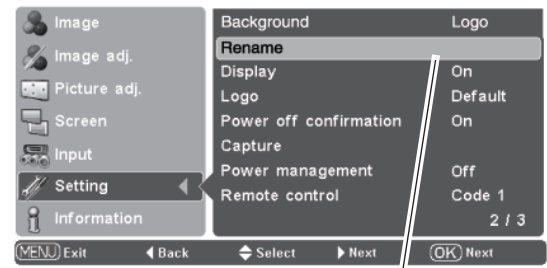 Image
Image adj.
Picture adj.
Screen
Input
Setting
Information
Background Logo
Rename
Display On
Logo Default
Power off confirmation On
Capture
Power management Off
Remote control Code 1
2 / 3
MENU Exit Back Select Next OK Next